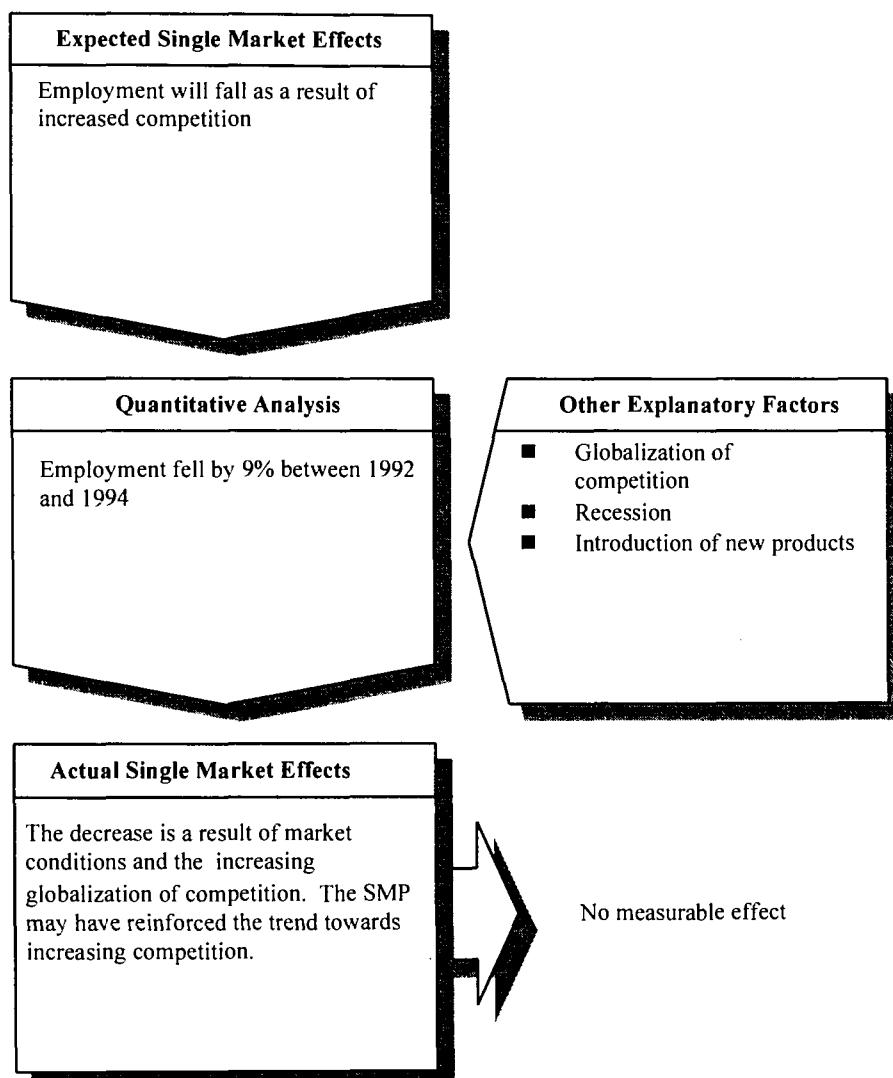 Expected Single Market Effects
Employment will fall as a result of
increased competition
Quantitative Analysis
Employment fell by 9% between 1992
and 1994
Other Explanatory Factors
■ Globalization of
competition
■ Recession
■ Introduction of new products
Actual Single Market Effects
The decrease is a result of market
conditions and the increasing
globalization of competition. The SMP
may have reinforced the trend towards
increasing competition.
No measurable effect